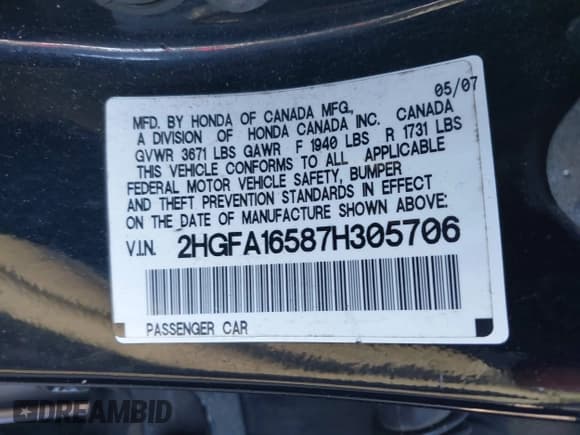 05/07
MFD. BY HONDA OF CANADA MFG.,
A DIVISION OF HONDA CANADA INC. CANADA
GVWR 3671 LBS GAWR F 1940 LBS R 1731 LBS
THIS VEHICLE CONFORMS TO ALL APPLICABLE
FEDERAL MOTOR VEHICLE SAFETY, BUMPER
AND THEFT PREVENTION STANDARDS IN EFFECT
ON THE DATE OF MANUFACTURE SHOWN ABOVE:
V.I.N. 2HGFA16587H305706
PASSENGER CAR
DREAMBID